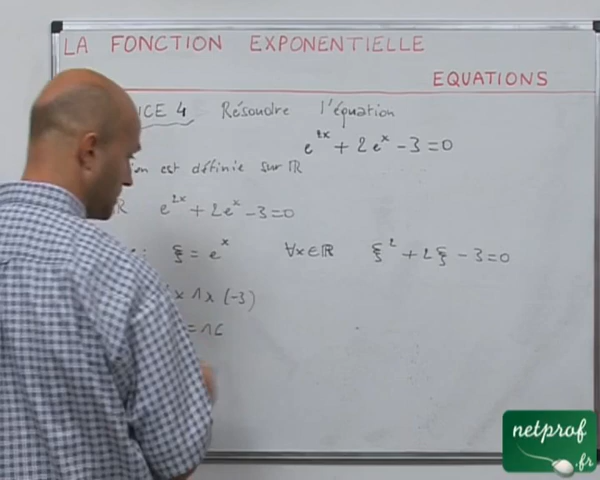 LA FONCTION EXPONENTIELLE
EQUATIONS
ICE 4 Résoudre l'équation
e^{2x} + 2e^x - 3 = 0
est définie sur ℝ
ℝ e^{2x} + 2e^x - 3 = 0
: ξ = e^x ∀x∈ℝ ξ² + 2ξ - 3 = 0
x 1 x (-3)
= 16
netprof
.fr